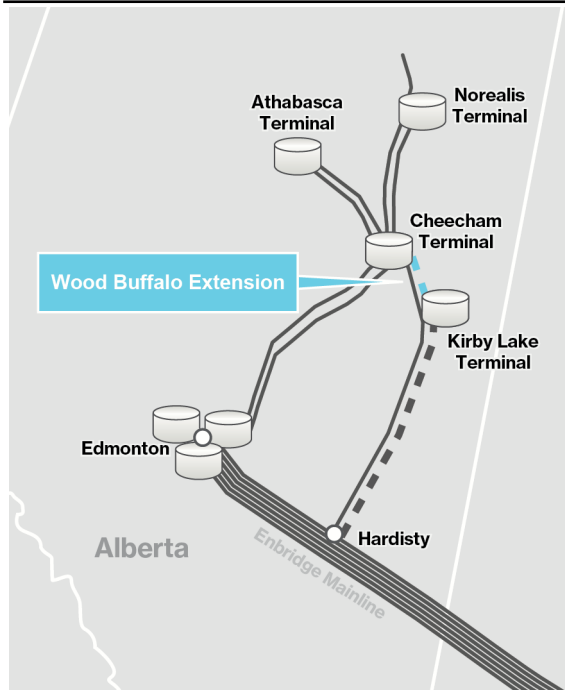 Athabasca
Terminal
Norealis
Terminal
Cheecham
Terminal
Wood Buffalo Extension
Kirby Lake
Terminal
Edmonton
Alberta
Hardisty
Enbridge Mainline